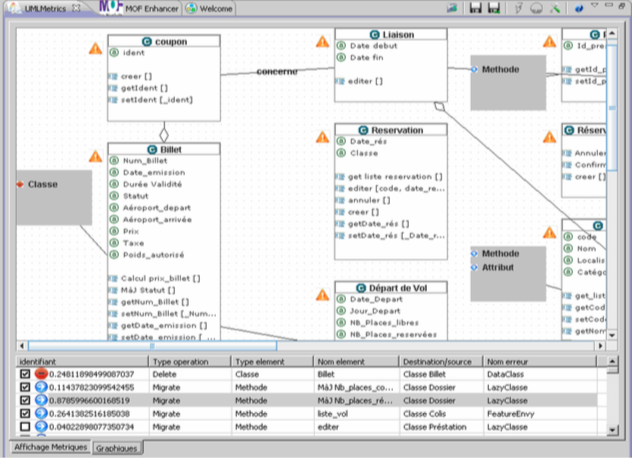 UMLMetrics MOF Enhancer Welcome
coupon
ident
creer []
getIdent []
setIdent [_ident]
concerne
Liaison
Date debut
Date fin
editer []
Methode
Id_pre
getId_p
setId_p
Classe
Billet
Num_Billet
Date_emission
Durée Validité
Statut
Aéroport_depart
Aéroport_arrivée
Prix
Taxe
Poids_autorisé
Calcul prix_billet []
MàJ Statut []
getNum_Billet []
setNum_Billet [_Num...
getDate_emission []
setDate_emission [_
Reservation
Date_rés
Classe
get liste reservation []
editer [code, date_re...
annuler []
creer []
getDate_rés []
setDate_rés [_Date_r...
Réser
Annuler
Confirm
creer []
Methode
Attribut
code
Nom
Localis
Catégo
get_list
getCod
setCod
getNom
Départ de Vol
Date_Depart
Jour_Depart
Nb_Places_libres
Nb_Places_reservées
identifiant Type operation Type element Nom element Destination/source Nom erreur
0.24811898499087037 Delete Classe Billet Classe Billet DataClass
0.11437823099542455 Migrate Methode MàJ Nb_places_co... Classe Dossier LazyClasse
0.8785996600168519 Migrate Methode MàJ Nb_places_ré... Classe Dossier LazyClasse
0.2641382516185038 Migrate Methode liste_vol Classe Colis FeatureEnvy
0.04022898077350734 Migrate Methode editer Classe Préstation LazyClasse
Affichage Metriques Graphiques